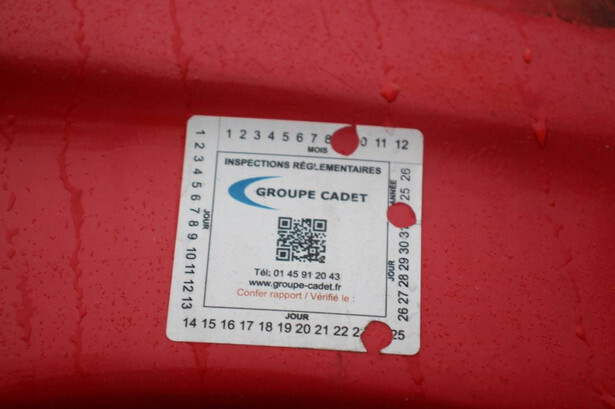 1 2 3 4 5 6 7 8 10 11 12
MOIS
1 2 3 4 5 6 7 8 9 10 11 12 13
JOUR
INSPECTIONS RÉGLEMENTAIRES
GROUPE CADET
Tél: 01 45 91 20 43
www.groupe-cadet.fr
Confer rapport / Vérifié le :
JOUR
14 15 16 17 18 19 20 21 22 25
26 27 28 29 30
JOUR
ANNÉE
25 26